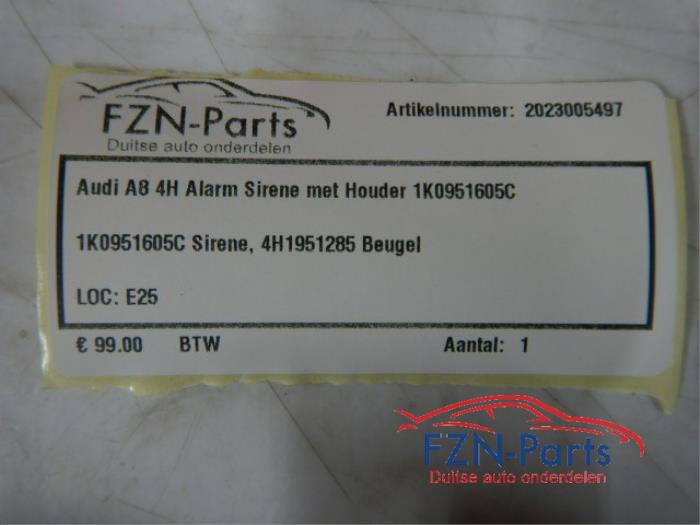 FZN-Parts
Duitse auto onderdelen
Artikelnummer: 2023005497
Audi A8 4H Alarm Sirene met Houder 1K0951605C
1K0951605C Sirene, 4H1951285 Beugel
LOC: E25
€ 99.00 BTW Aantal: 1
FZN-Parts
Duitse auto onderdelen